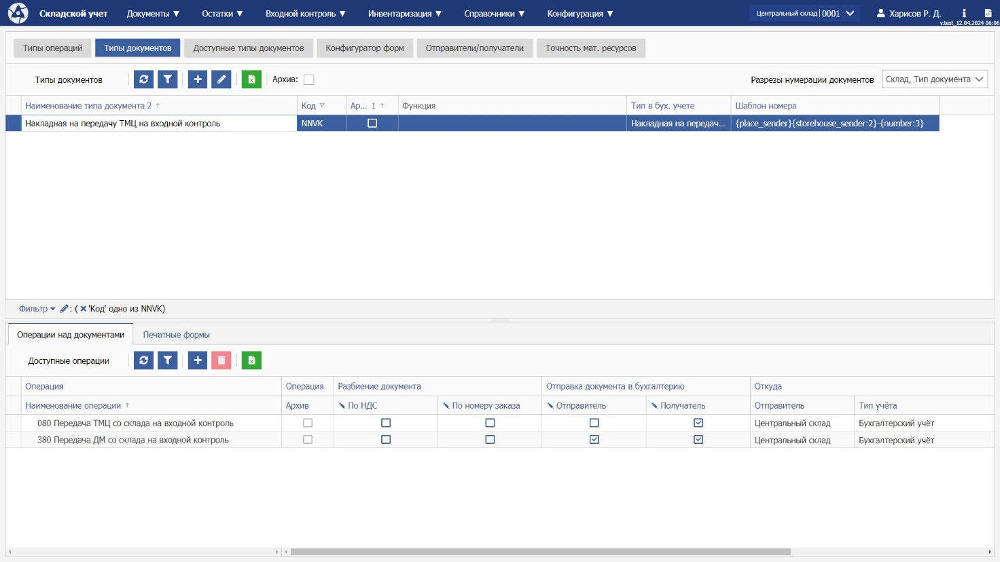 Складской учет Документы ▼ Остатки ▼ Входной контроль ▼ Инвентаризация ▼ Справочники ▼ Конфигурация ▼ Центральный склад | 0001 Харисов Р. Д.
v.test_12.04.2024 06:06
Типы операций Типы документов Доступные типы документов Конфигуратор форм Отправители/получатели Точность мат. ресурсов
Типы документов Архив: Разрезы нумерации документов Склад, Тип документа
Наименование типа документа 2 ↑ Код Ар... 1 ↑ Функция Тип в бух. учете Шаблон номера
Накладная на передачу ТМЦ на входной контроль NNVK Накладная на передач... {place_sender}{storehouse_sender:2}-{number:3}
Фильтр : ( × 'Код' одно из NNVK)
Операции над документами Печатные формы
Доступные операции
Операция Операция Разбиение документа Отправка документа в бухгалтерию Откуда
Наименование операции ↑ Архив По НДС По номеру заказа Отправитель Получатель Отправитель Тип учёта
080 Передача ТМЦ со склада на входной контроль Центральный склад Бухгалтерский учёт
380 Передача ДМ со склада на входной контроль Центральный склад Бухгалтерский учёт